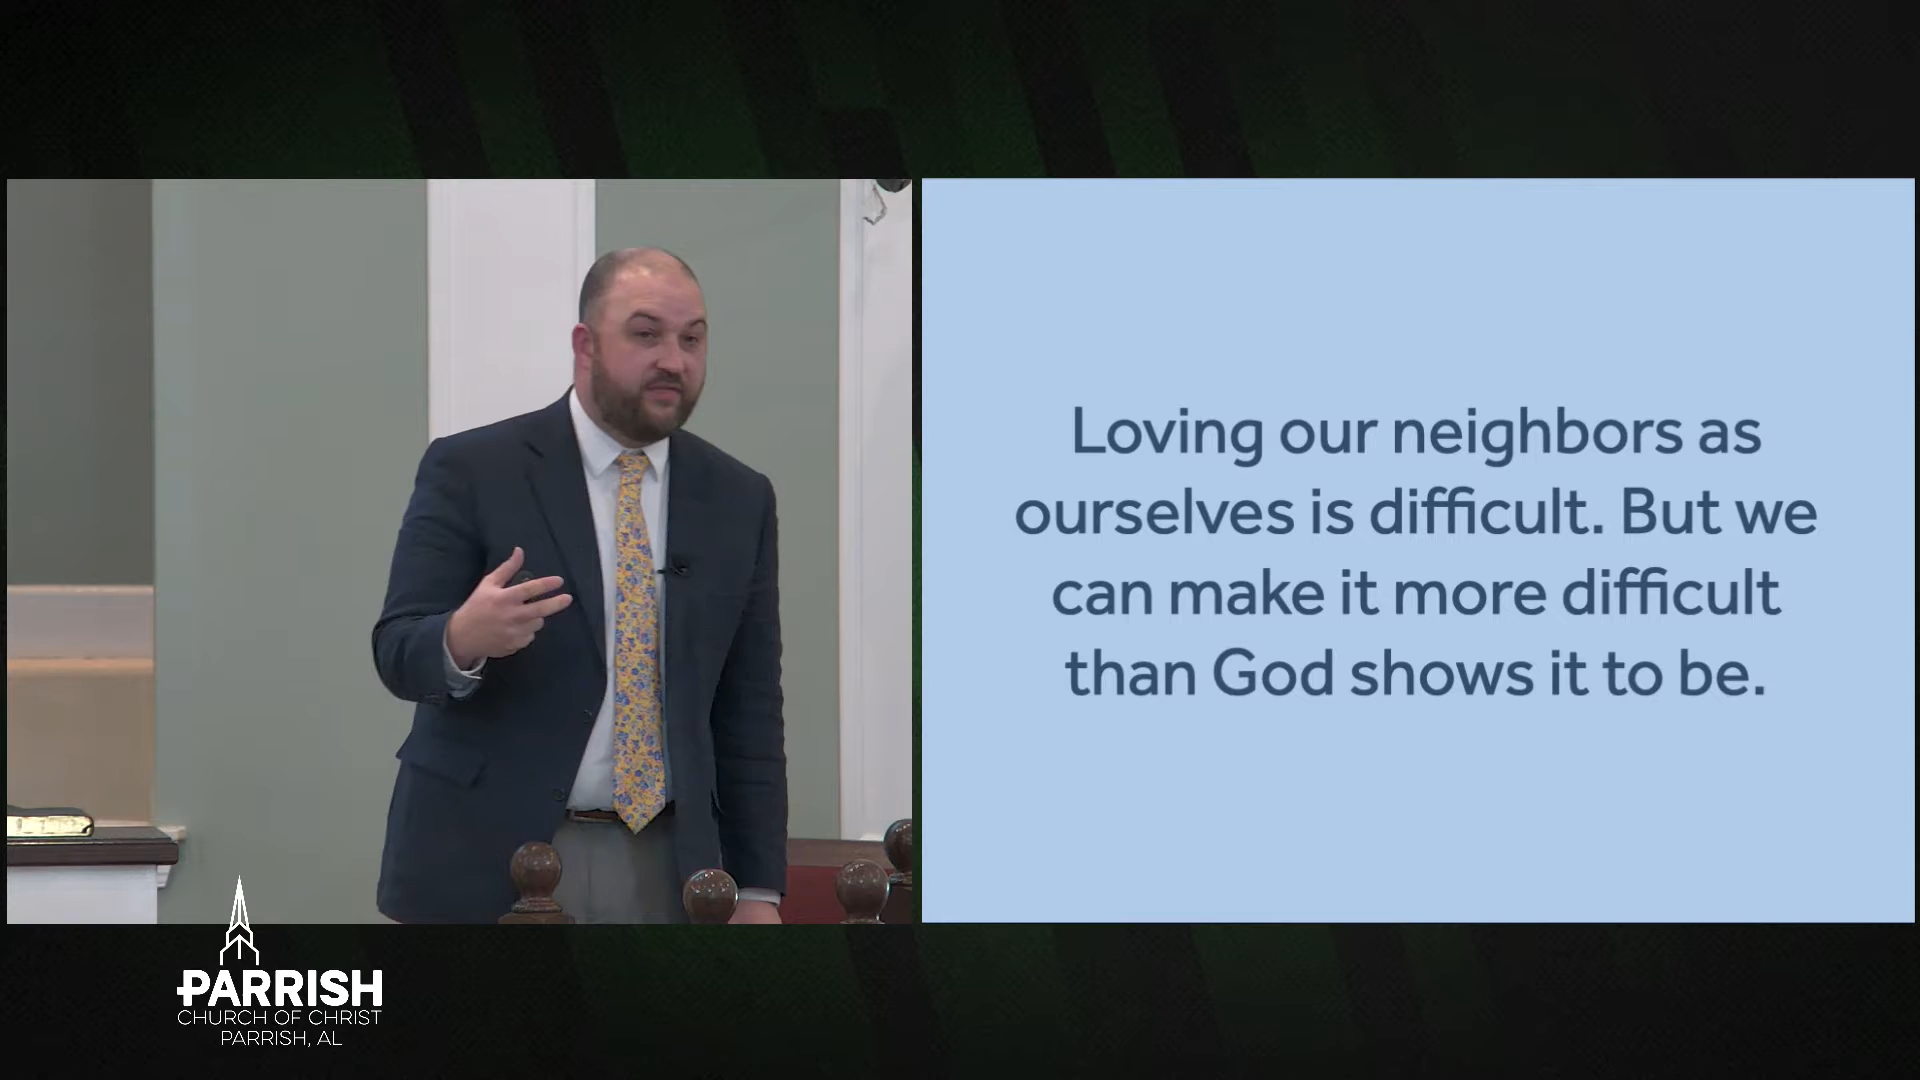 Loving our neighbors as
ourselves is difficult. But we
can make it more difficult
than God shows it to be.
PARRISH
CHURCH OF CHRIST
PARRISH, AL